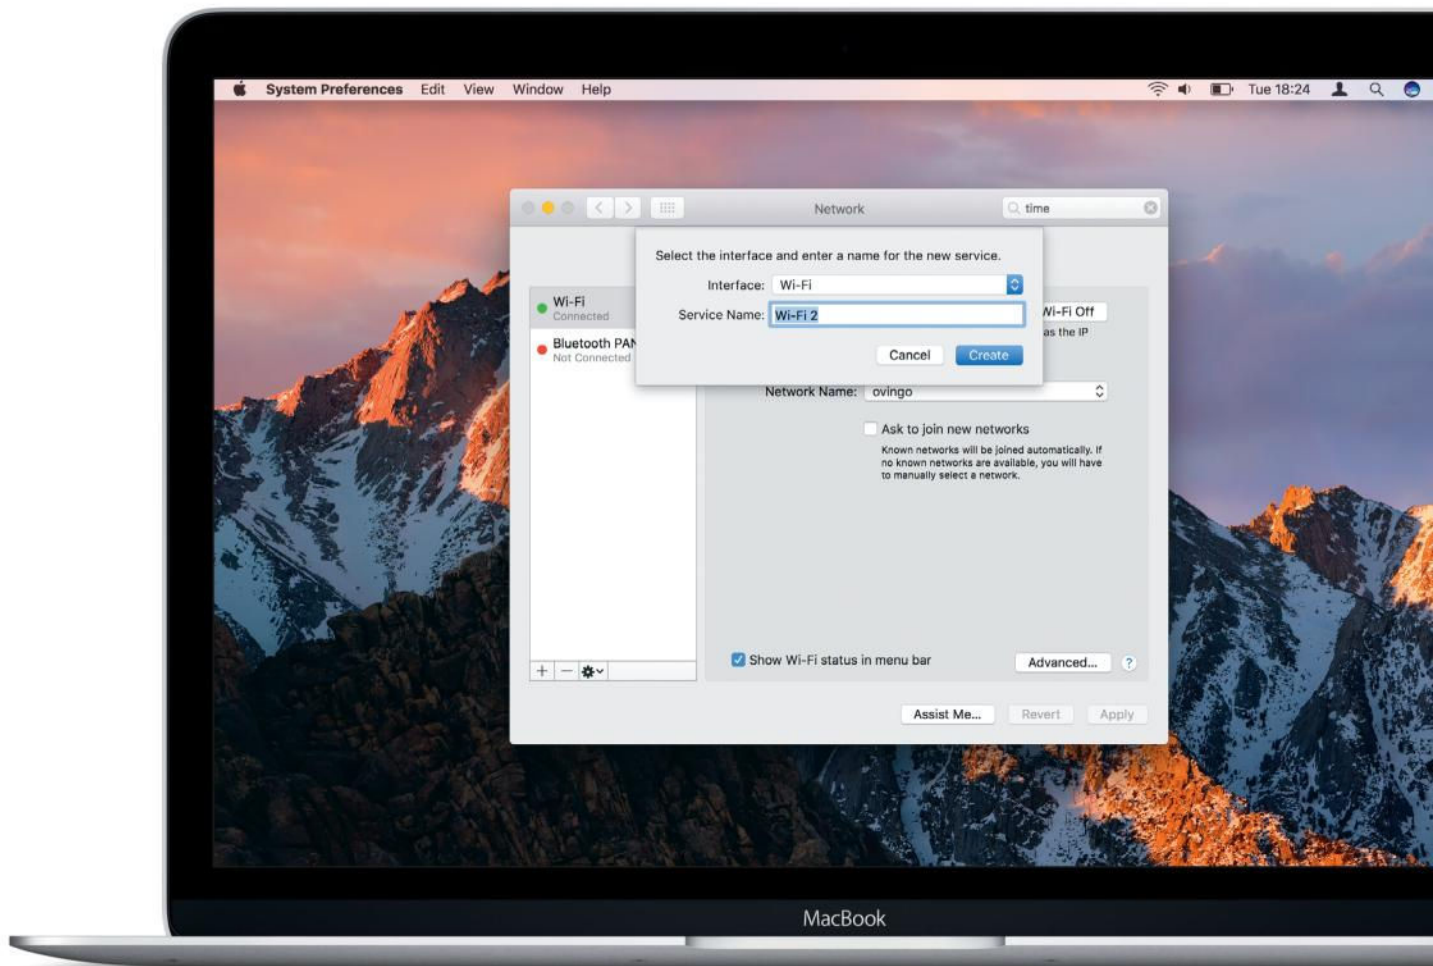 System Preferences Edit View Window Help Tue 18:24
Network time
Select the interface and enter a name for the new service.
Interface: Wi-Fi
Service Name: Wi-Fi 2
Cancel Create
Wi-Fi
Connected
Bluetooth PAN
Not Connected
Wi-Fi Off
as the IP
Network Name: ovingo
Ask to join new networks
Known networks will be joined automatically. If
no known networks are available, you will have
to manually select a network.
Show Wi-Fi status in menu bar
Advanced... ?
Assist Me... Revert Apply
MacBook